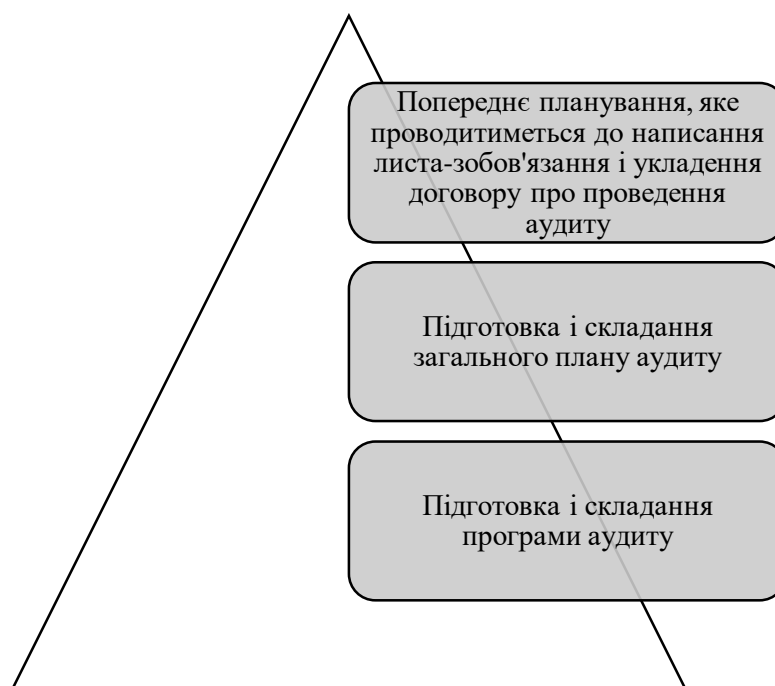 Попереднє планування, яке
проводитиметься до написання
листа-зобов'язання і укладення
договору про проведення
аудиту
Підготовка і складання
загального плану аудиту
Підготовка і складання
програми аудиту